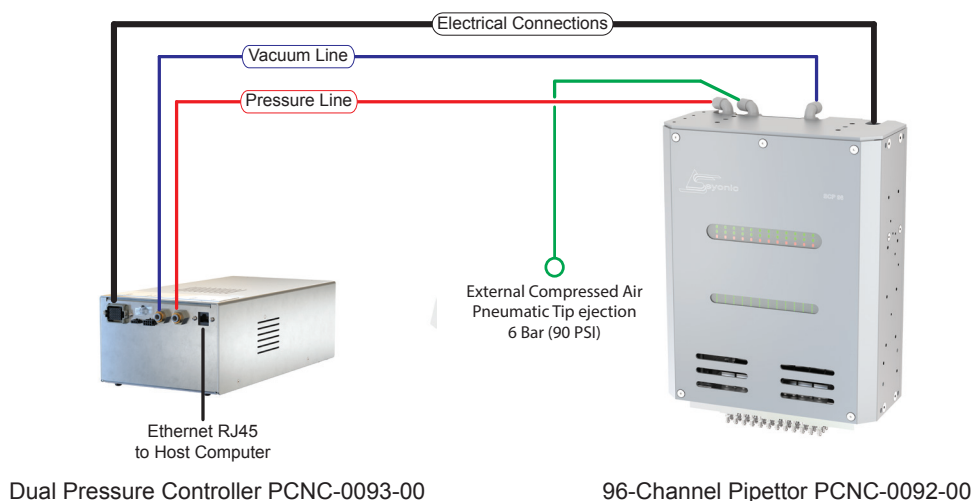 Electrical Connections
Vacuum Line
Pressure Line
External Compressed Air
Pneumatic Tip ejection
6 Bar (90 PSI)
Ethernet RJ45
to Host Computer
Dual Pressure Controller PCNC-0093-00
96-Channel Pipettor PCNC-0092-00